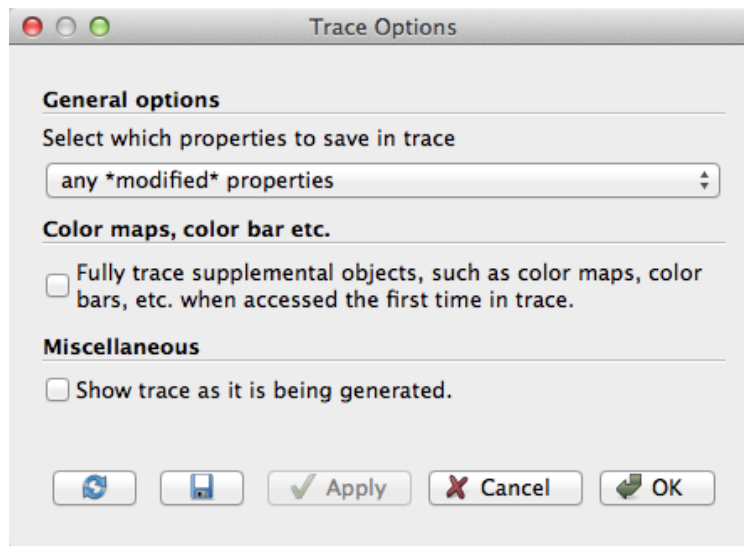 Trace Options
General options
Select which properties to save in trace
any *modified* properties
Color maps, color bar etc.
Fully trace supplemental objects, such as color maps, color
bars, etc. when accessed the first time in trace.
Miscellaneous
Show trace as it is being generated.
Apply Cancel OK